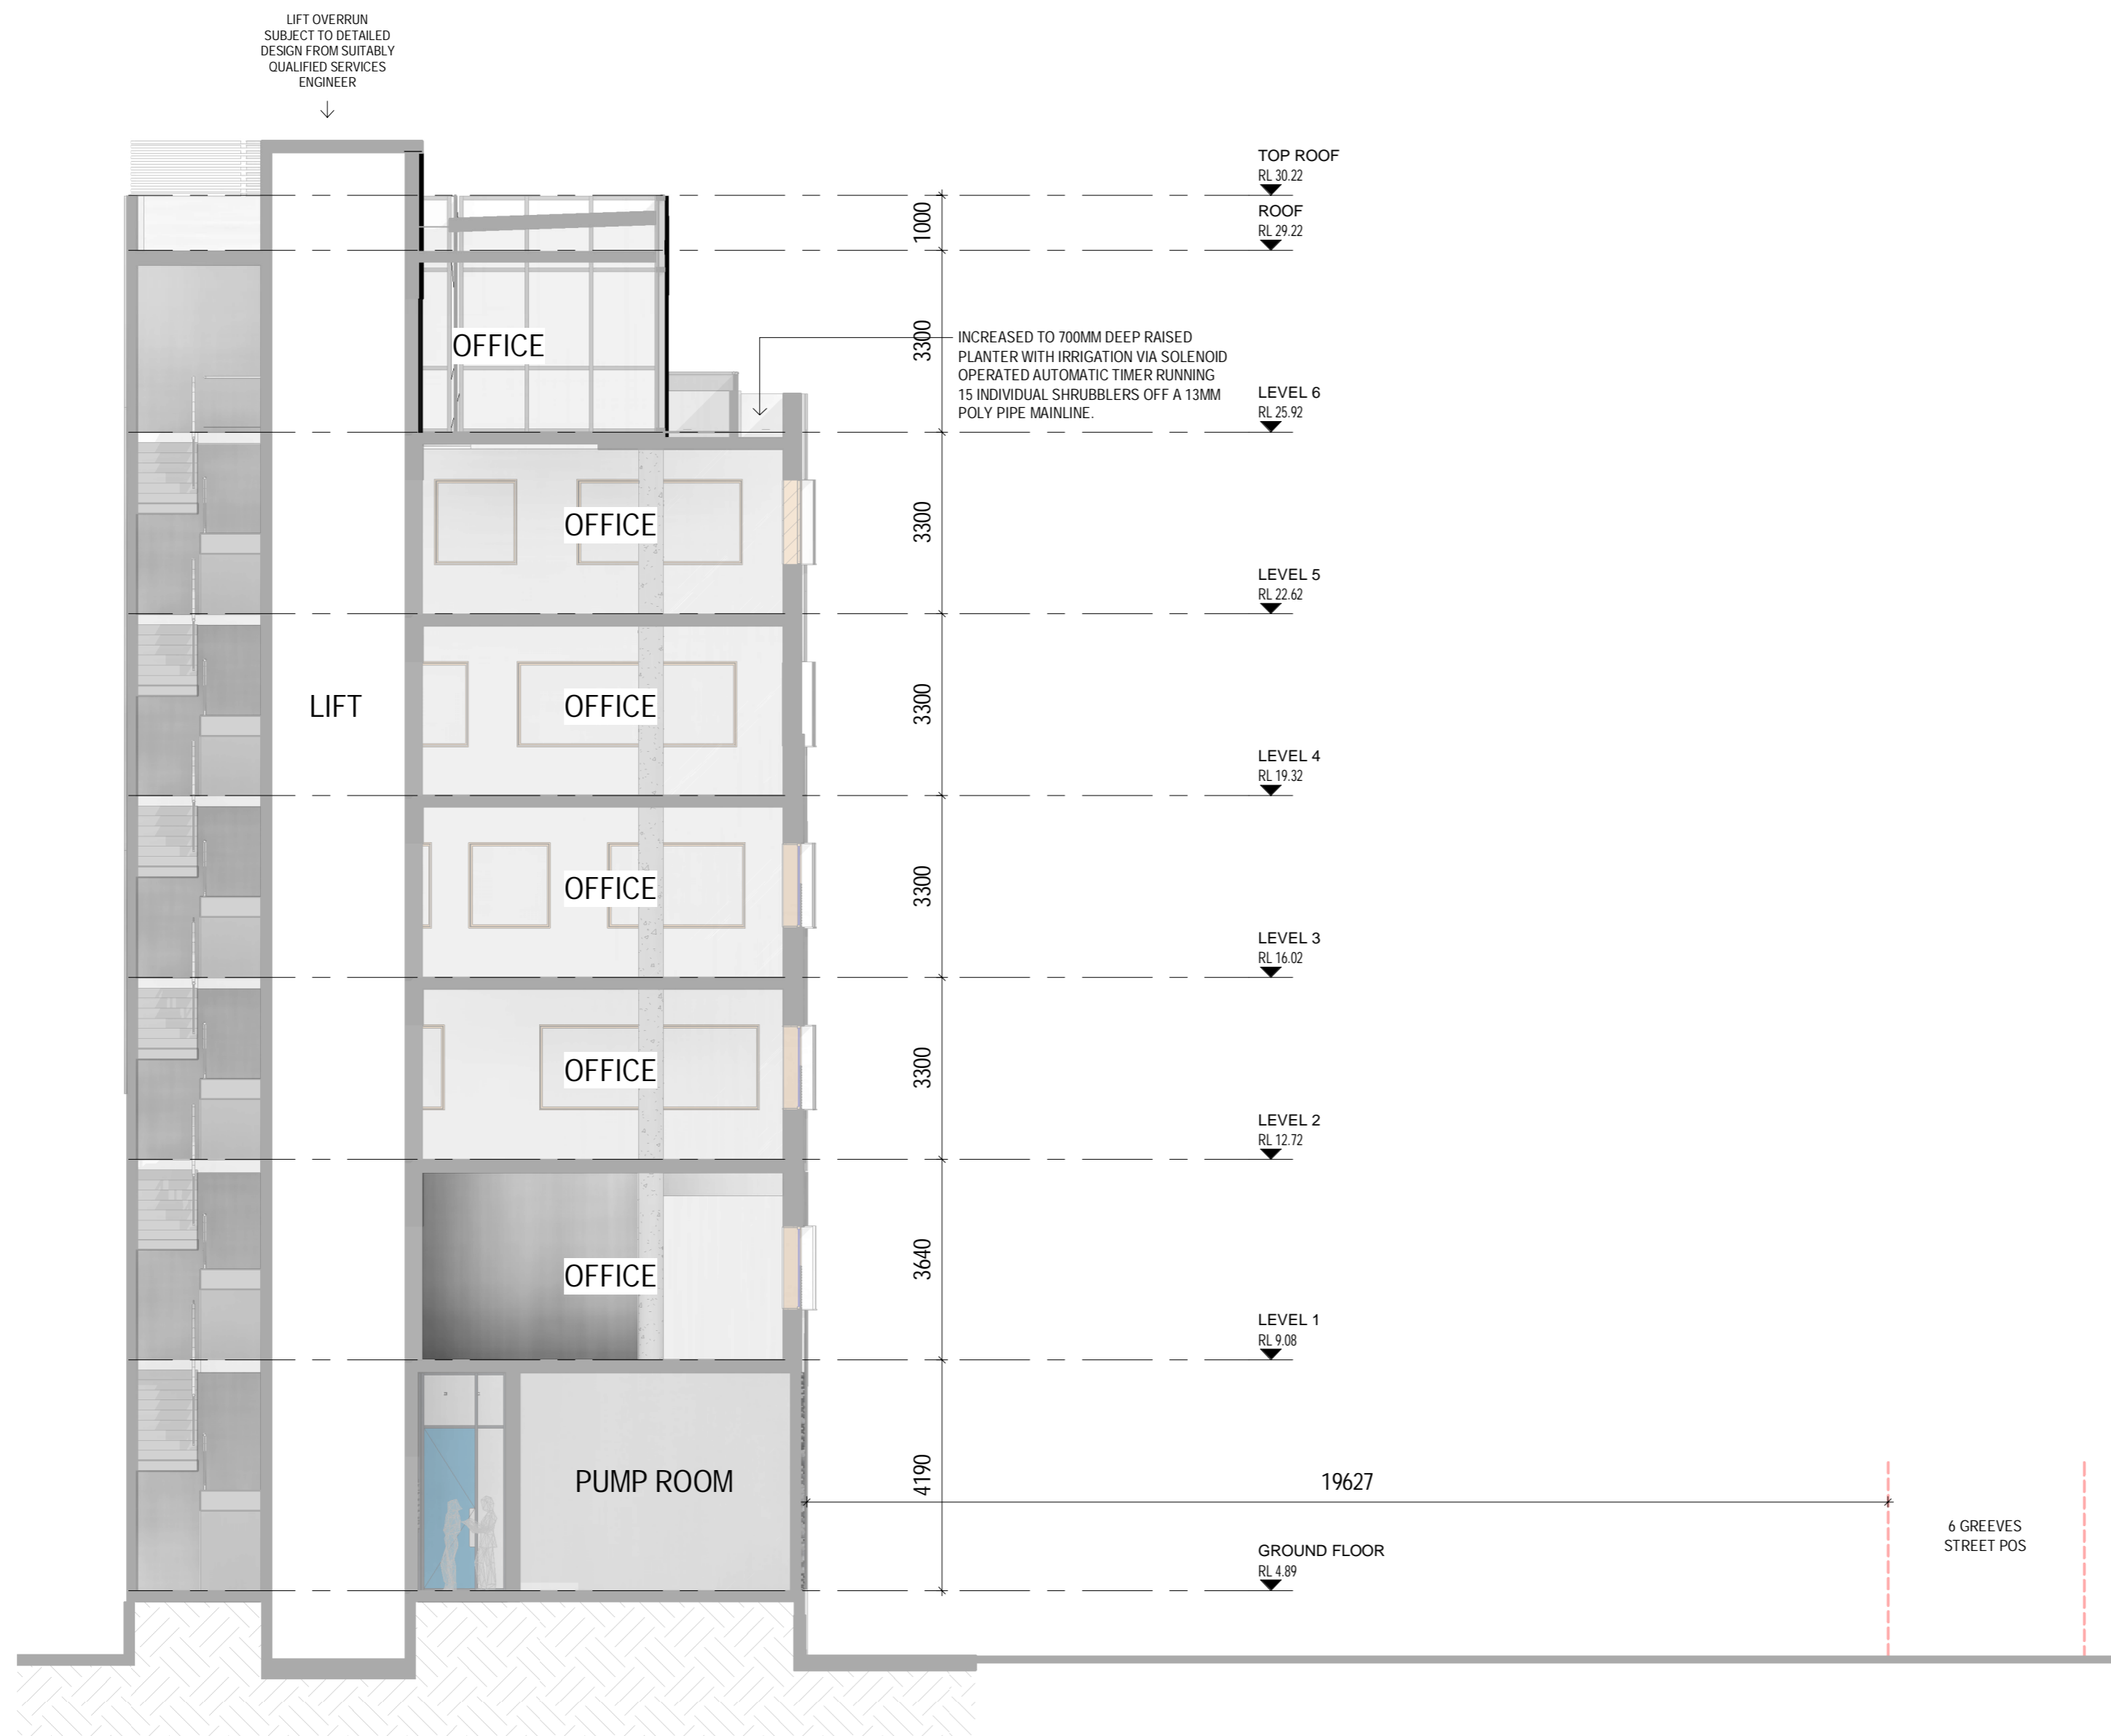 LIFT OVERRUN
SUBJECT TO DETAILED
DESIGN FROM SUITABLY
QUALIFIED SERVICES
ENGINEER
TOP ROOF
RL 30.22
1000
ROOF
RL 29.22
OFFICE
3300
INCREASED TO 700MM DEEP RAISED
PLANTER WITH IRRIGATION VIA SOLENOID
OPERATED AUTOMATIC TIMER RUNNING
15 INDIVIDUAL SHRUBBLERS OFF A 13MM
POLY PIPE MAINLINE.
LEVEL 6
RL 25.92
OFFICE
3300
LEVEL 5
RL 22.62
LIFT
OFFICE
3300
LEVEL 4
RL 19.32
OFFICE
3300
LEVEL 3
RL 16.02
OFFICE
3300
LEVEL 2
RL 12.72
OFFICE
3640
LEVEL 1
RL 9.08
PUMP ROOM
4190
19627
6 GREEVES
STREET POS
GROUND FLOOR
RL 4.89